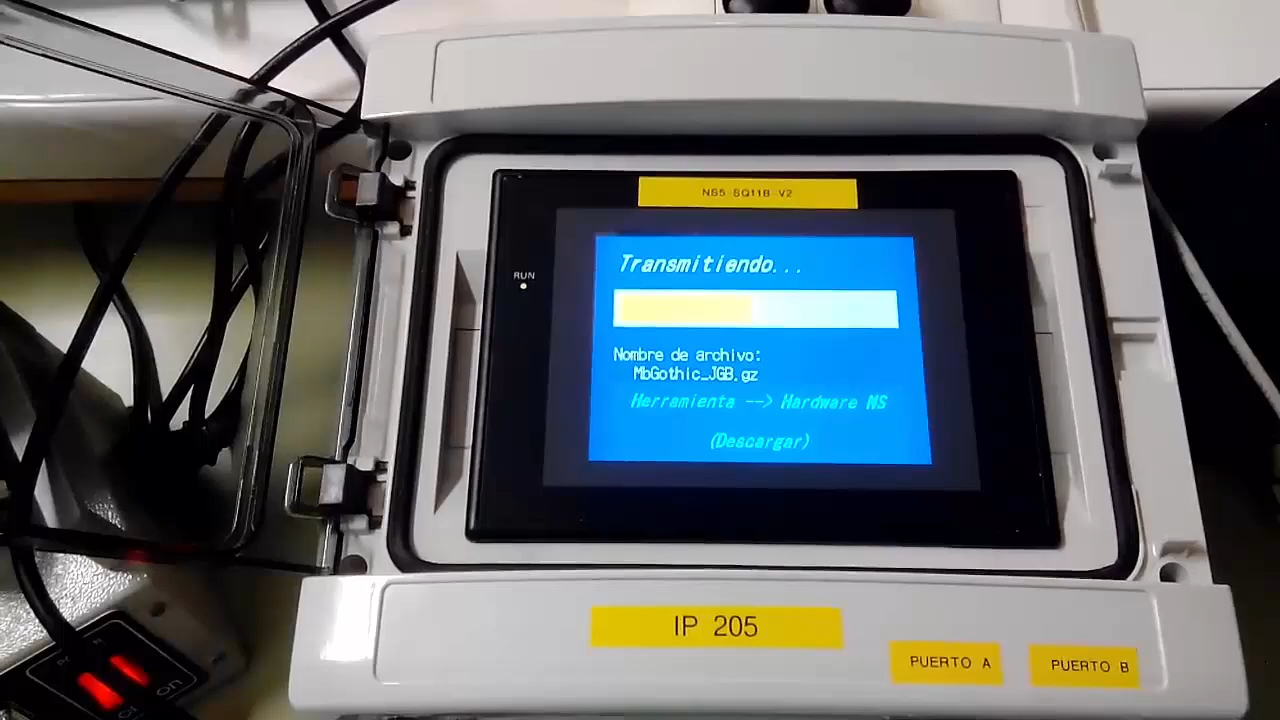 NS5-SQ11B-V2
RUN
Transmitiendo...
Nombre de archivo:
MbGothic_JGB.gz
Herramienta --> Hardware NS
(Descargar)
IP 205
PUERTO A
PUERTO B